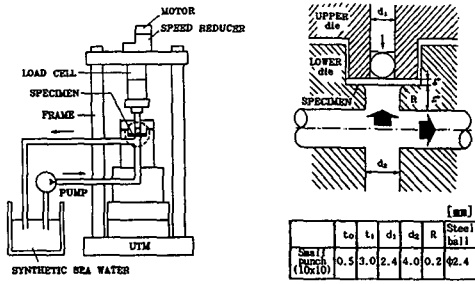 MOTOR
SPEED REDUCER
LOAD CELL
SPECIMEN
FRAME
PUMP
UTM
SYNTHETIC SEA WATER
UPPER
die
d₁
LOWER
die
SPECIMEN
R
t₁
d₂
[mm]
t₀ t₁ d₁ d₂ R Steel ball
Small punch (10x10) 0.5 3.0 2.4 4.0 0.2 φ2.4